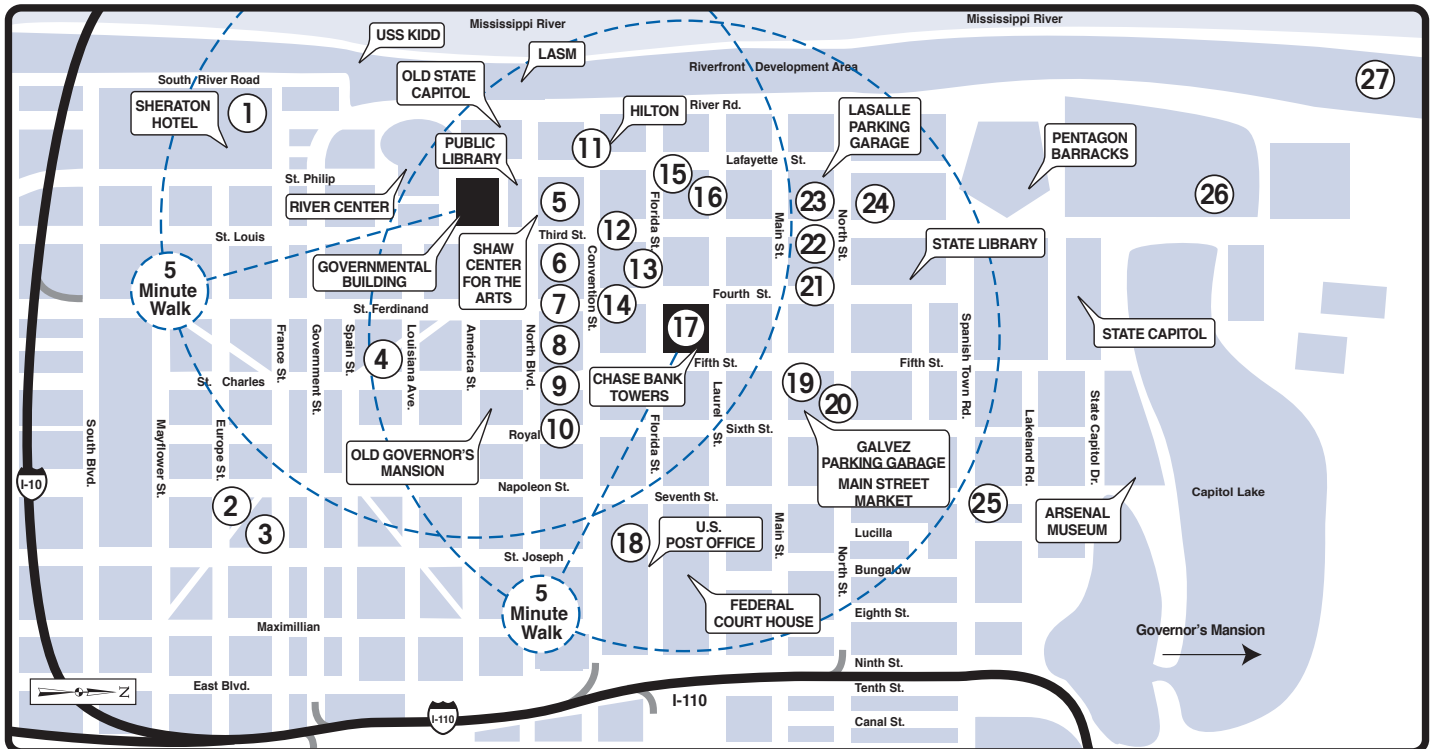 Mississippi River
Mississippi River
USS KIDD
LASM
Riverfront Development Area
South River Road
OLD STATE
CAPITOL
27
SHERATON
HOTEL
1
HILTON
River Rd.
LASALLE
PARKING
GARAGE
PUBLIC
LIBRARY
11
PENTAGON
BARRACKS
Lafayette St.
St. Philip
15
16
RIVER CENTER
5
23
24
26
Florida St.
Main St.
North St.
12
St. Louis
Third St.
SHAW
CENTER
FOR THE
ARTS
22
STATE LIBRARY
GOVERNMENTAL
BUILDING
6
Convention St.
13
5
Minute
Walk
21
Fourth St.
7
14
St. Ferdinand
17
STATE CAPITOL
France St.
Government St.
Spain St.
Louisiana Ave.
America St.
North Blvd.
8
Spanish Town Rd.
4
Fifth St.
Fifth St.
St. Charles
CHASE BANK
TOWERS
9
19
20
Laurel St.
State Capitol Dr.
Lakeland Rd.
South Blvd.
Mayflower St.
Europe St.
Royal
10
Florida St.
Sixth St.
OLD GOVERNOR'S
MANSION
GALVEZ
PARKING GARAGE
MAIN STREET
MARKET
I-10
Napoleon St.
Seventh St.
25
Capitol Lake
2
3
ARSENAL
MUSEUM
18
U.S.
POST OFFICE
Main St.
Lucilla
St. Joseph
North St.
Bungalow
5
Minute
Walk
FEDERAL
COURT HOUSE
Eighth St.
Maximillian
Governor's Mansion
Ninth St.
East Blvd.
N
Tenth St.
I-110
I-110
Canal St.